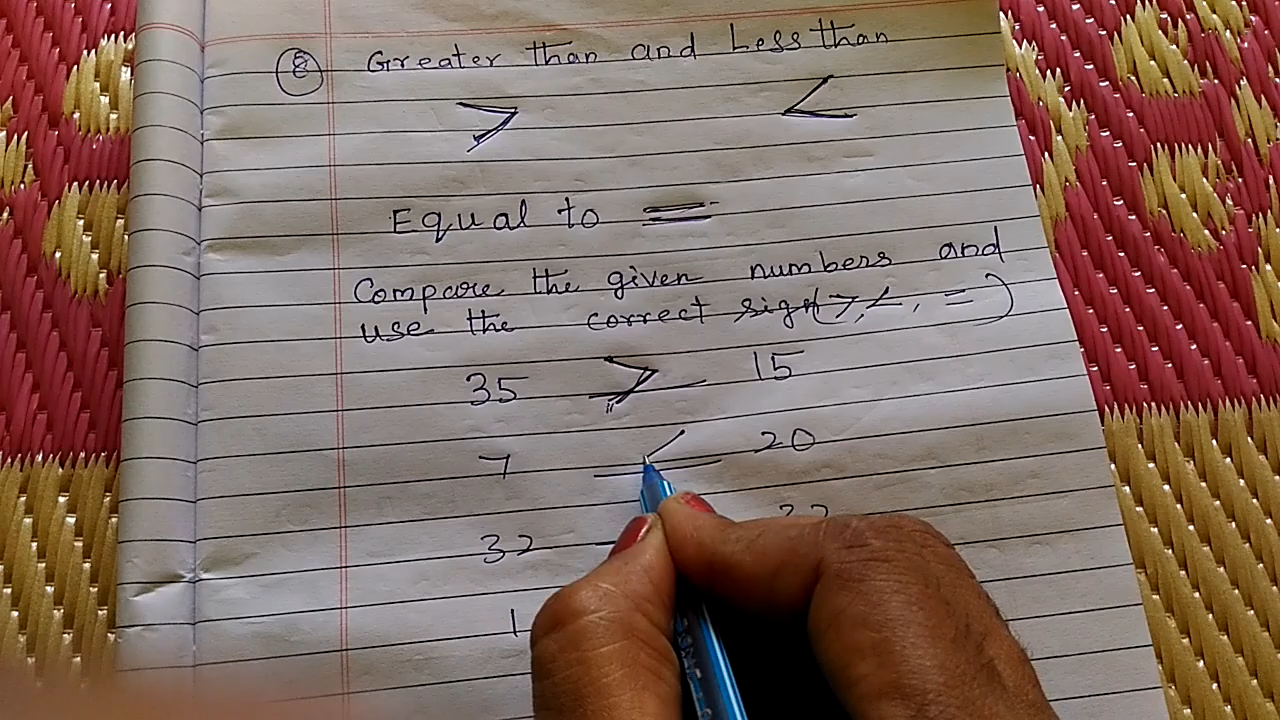 8 Greater than and Less than
> <
Equal to =
Compare the given numbers and
use the correct sign (>, <, =)
35 > 15
7 < 20
32
1